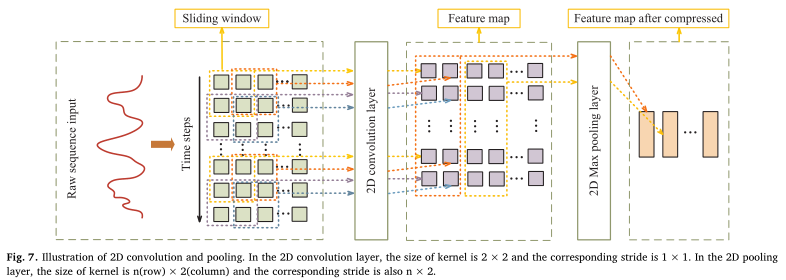 Sliding window
Feature map
Feature map after compressed
Raw sequence input
Time steps
2D convolution layer
2D Max pooling layer
Fig. 7. Illustration of 2D convolution and pooling. In the 2D convolution layer, the size of kernel is 2 × 2 and the corresponding stride is 1 × 1. In the 2D pooling
layer, the size of kernel is n(row) × 2(column) and the corresponding stride is also n × 2.